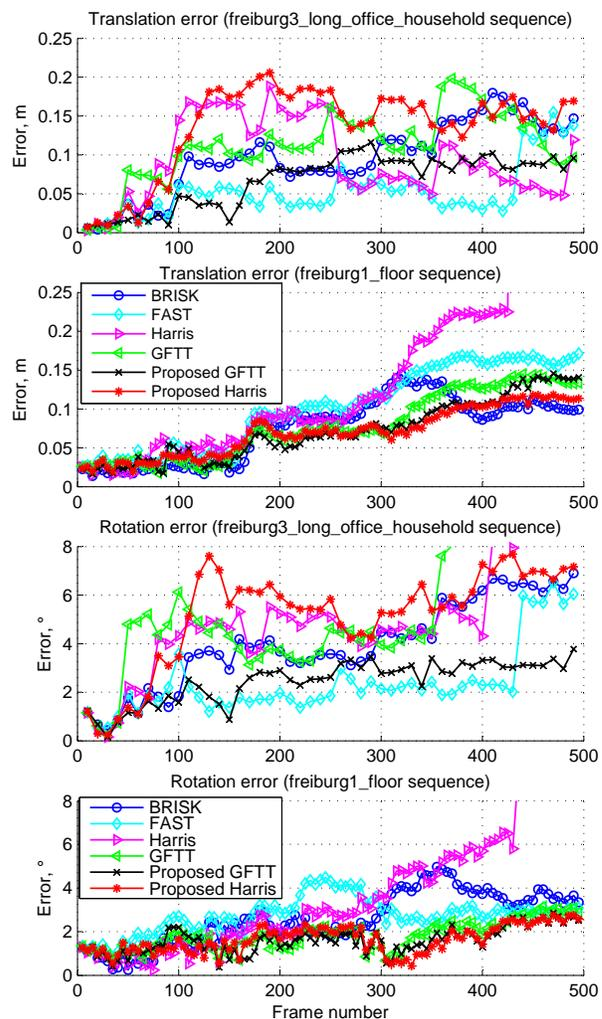 Translation error (freiburg3_long_office_household sequence)
0.25
0.2
0.15
0.1
0.05
0
Error, m
0 100 200 300 400 500
Translation error (freiburg1_floor sequence)
0.25
0.2
0.15
0.1
0.05
0
Error, m
BRISK
FAST
Harris
GFTT
Proposed GFTT
Proposed Harris
0 100 200 300 400 500
Rotation error (freiburg3_long_office_household sequence)
8
6
4
2
0
Error, °
0 100 200 300 400 500
Rotation error (freiburg1_floor sequence)
8
6
4
2
0
Error, °
BRISK
FAST
Harris
GFTT
Proposed GFTT
Proposed Harris
0 100 200 300 400 500
Frame number